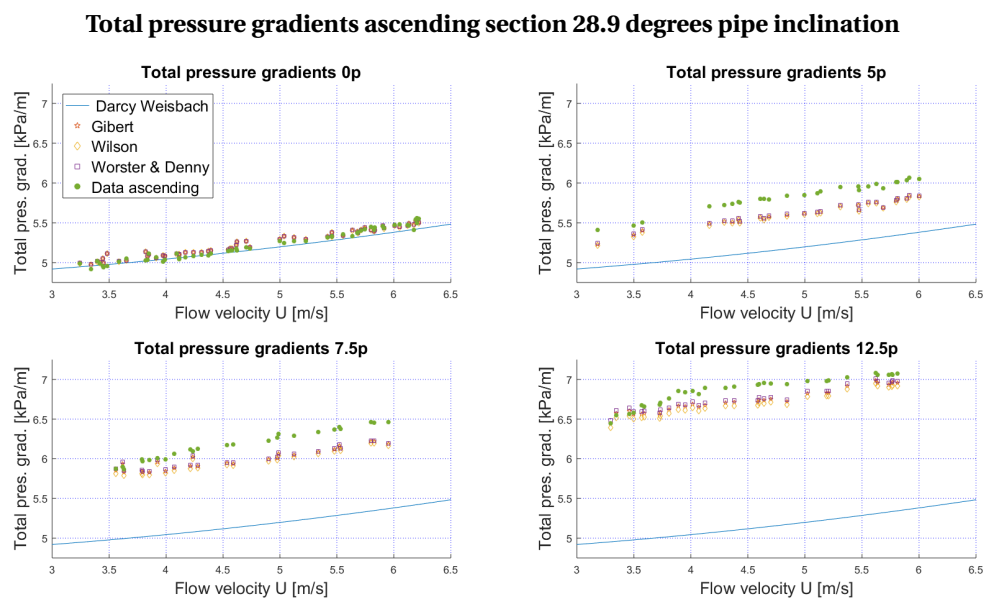 Total pressure gradients ascending section 28.9 degrees pipe inclination
Total pressure gradients 0p
Total pres. grad. [kPa/m]
7
6.5
6
5.5
5
Darcy Weisbach
Gibert
Wilson
Worster & Denny
Data ascending
3 3.5 4 4.5 5 5.5 6 6.5
Flow velocity U [m/s]
Total pressure gradients 5p
Total pres. grad. [kPa/m]
7
6.5
6
5.5
5
3 3.5 4 4.5 5 5.5 6 6.5
Flow velocity U [m/s]
Total pressure gradients 7.5p
Total pres. grad. [kPa/m]
7
6.5
6
5.5
5
3 3.5 4 4.5 5 5.5 6 6.5
Flow velocity U [m/s]
Total pressure gradients 12.5p
Total pres. grad. [kPa/m]
7
6.5
6
5.5
5
3 3.5 4 4.5 5 5.5 6 6.5
Flow velocity U [m/s]